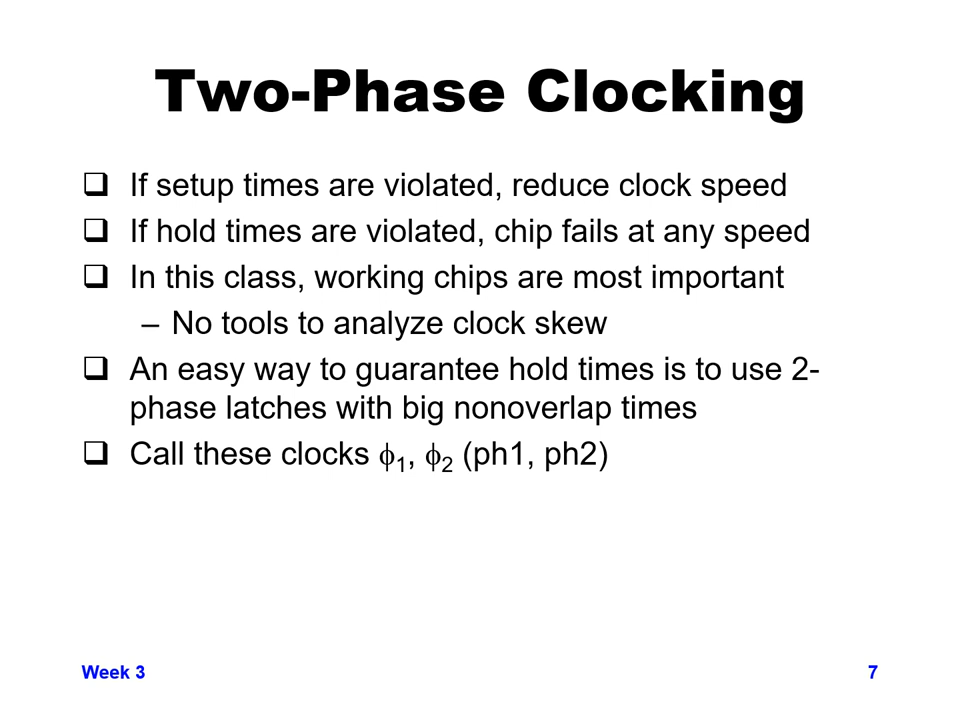 Two-Phase Clocking
❑ If setup times are violated, reduce clock speed
❑ If hold times are violated, chip fails at any speed
❑ In this class, working chips are most important
– No tools to analyze clock skew
❑ An easy way to guarantee hold times is to use 2-
phase latches with big nonoverlap times
❑ Call these clocks ϕ₁, ϕ₂ (ph1, ph2)
Week 3
7